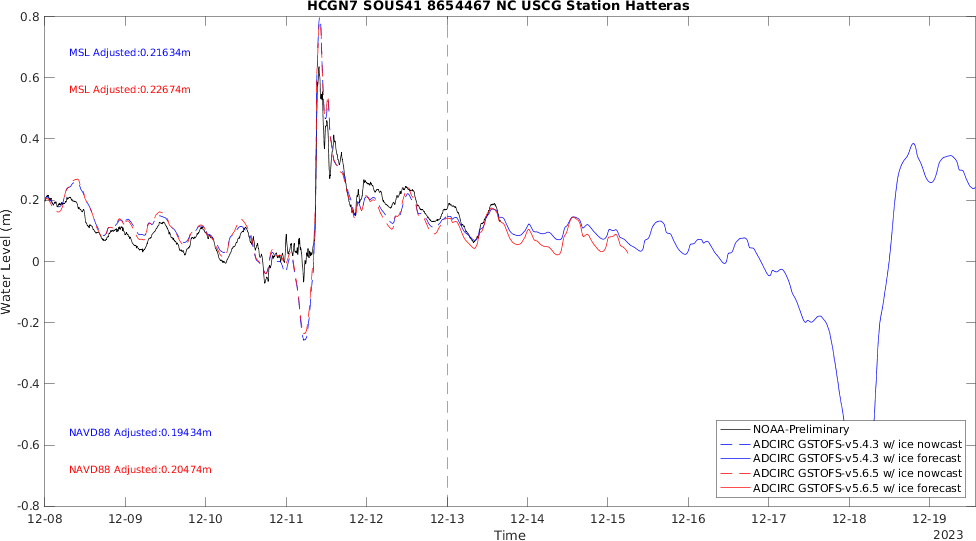 HCGN7 SOUS41 8654467 NC USCG Station Hatteras
0.8
0.6
0.4
0.2
0
-0.2
-0.4
-0.6
-0.8
Water Level (m)
MSL Adjusted:0.21634m
MSL Adjusted:0.22674m
NAVD88 Adjusted:0.19434m
NAVD88 Adjusted:0.20474m
NOAA-Preliminary
ADCIRC GSTOFS-v5.4.3 w/ ice nowcast
ADCIRC GSTOFS-v5.4.3 w/ ice forecast
ADCIRC GSTOFS-v5.6.5 w/ ice nowcast
ADCIRC GSTOFS-v5.6.5 w/ ice forecast
12-08 12-09 12-10 12-11 12-12 12-13 12-14 12-15 12-16 12-17 12-18 12-19
2023
Time